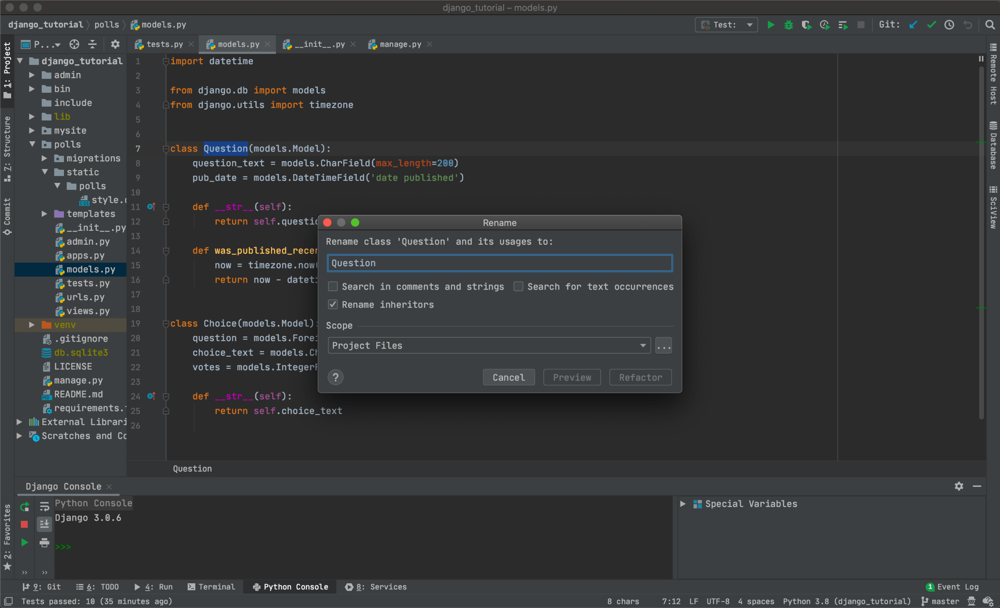 django_tutorial – models.py
django_tutorial polls models.py
Test:
Git:
P...
tests.py
models.py
__init__.py
manage.py
1: Project
7: Structure
Commit
2: Favorites
Remote Host
Database
SciView
django_tutorial
admin
bin
include
lib
mysite
polls
migrations
static
polls
style.c
templates
__init__.py
admin.py
apps.py
models.py
tests.py
urls.py
views.py
venv
.gitignore
db.sqlite3
LICENSE
manage.py
README.md
requirements.t
External Librari
Scratches and Co
1 import datetime
2
3 from django.db import models
4 from django.utils import timezone
5
6
7 class Question(models.Model):
8 question_text = models.CharField(max_length=200)
9 pub_date = models.DateTimeField('date published')
10
11 def __str__(self):
12 return self.questio
13
14 def was_published_recen
15 now = timezone.now(
16 return now - dateti
17
18
19 class Choice(models.Model):
20 question = models.Forei
21 choice_text = models.Ch
22 votes = models.IntegerF
23
24 def __str__(self):
25 return self.choice_text
26
Question
Rename
Rename class 'Question' and its usages to:
Question
Search in comments and strings Search for text occurrences
Rename inheritors
Scope
Project Files ...
? Cancel Preview Refactor
Django Console
Python Console
Django 3.0.6
>>>
Special Variables
9: Git 6: TODO 4: Run Terminal Python Console 8: Services 1 Event Log
Tests passed: 10 (35 minutes ago) 8 chars 7:12 LF UTF-8 4 spaces Python 3.8 (django_tutorial) master